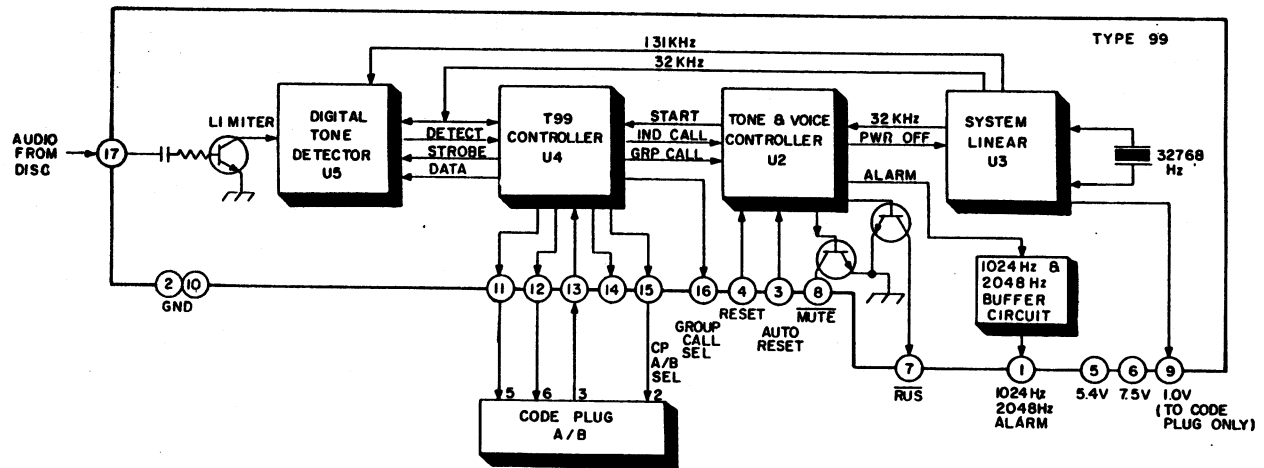 TYPE 99
131KHz
32KHz
LIMITER
AUDIO
FROM
DISC
17
DIGITAL
TONE
DETECTOR
U5
DETECT
STROBE
DATA
T99
CONTROLLER
U4
START
IND CALL
GRP CALL
TONE & VOICE
CONTROLLER
U2
32KHz
PWR OFF
ALARM
SYSTEM
LINEAR
U3
32768
Hz
1024Hz &
2048Hz
BUFFER
CIRCUIT
2 10
GND
11 12 13 14 15 16 4 3 8
GROUP
CALL
SEL
RESET
AUTO
RESET
MUTE
CP
A/B
SEL
7
RUS
1
1024Hz
2048Hz
ALARM
5
5.4V
6
7.5V
9
1.0V
(TO CODE
PLUG ONLY)
5 6 3 2
CODE PLUG
A/B